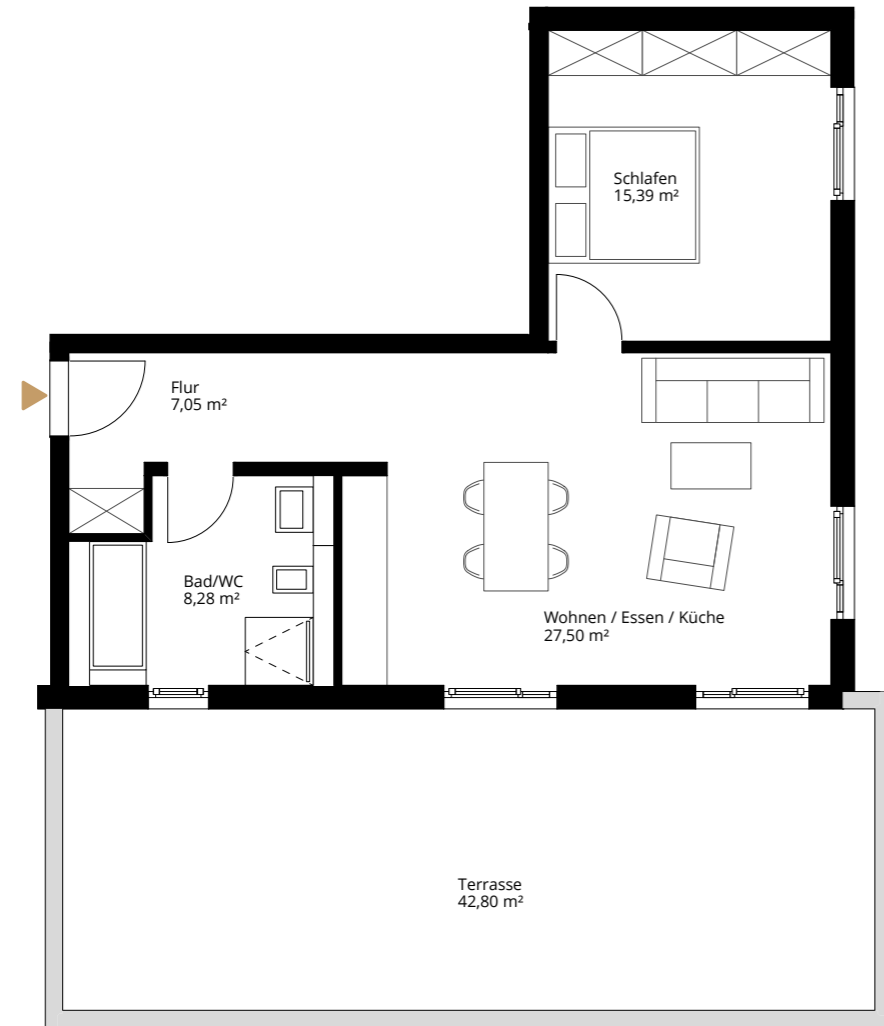 Schlafen
15,39 m²
Flur
7,05 m²
Bad/WC
8,28 m²
Wohnen / Essen / Küche
27,50 m²
Terrasse
42,80 m²